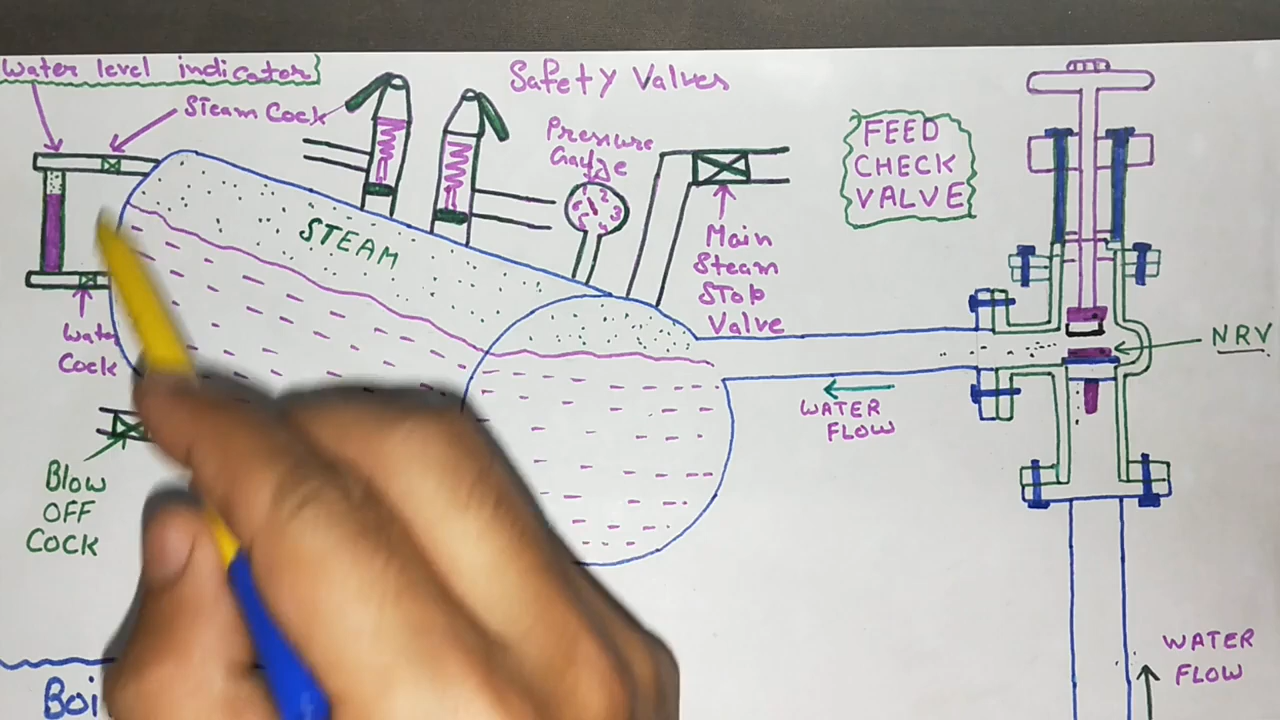 Water level indicator
Steam Cock
Safety Valves
Pressure
Gauge
FEED
CHECK
VALVE
STEAM
Main
Steam
Stop
Valve
Water
Cock
NRV
WATER
FLOW
Blow
OFF
COCK
WATER
FLOW
Boi